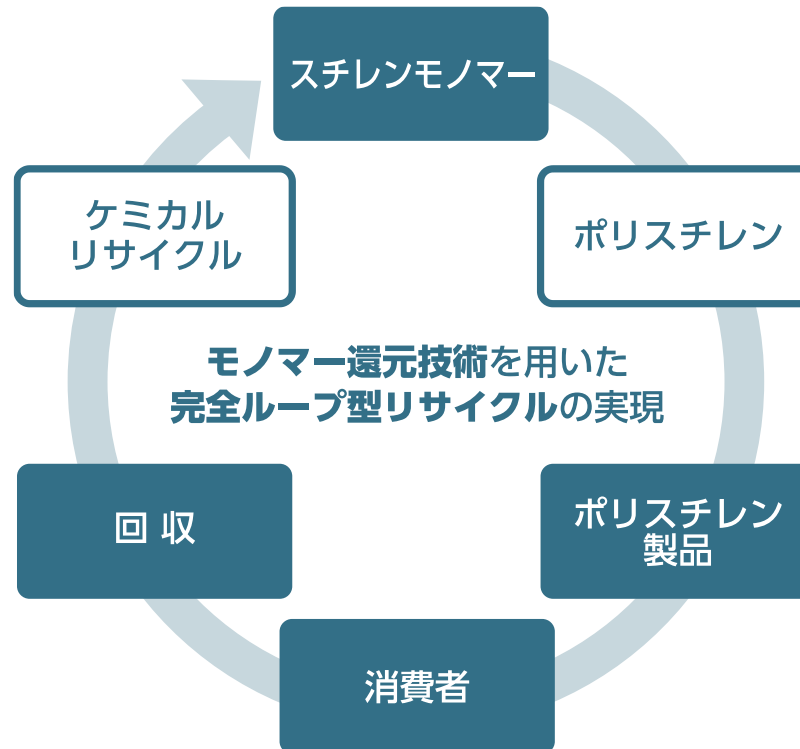 スチレンモノマー
ケミカル
リサイクル
ポリスチレン
モノマー還元技術を用いた
完全ループ型リサイクルの実現
回 収
ポリスチレン
製品
消費者